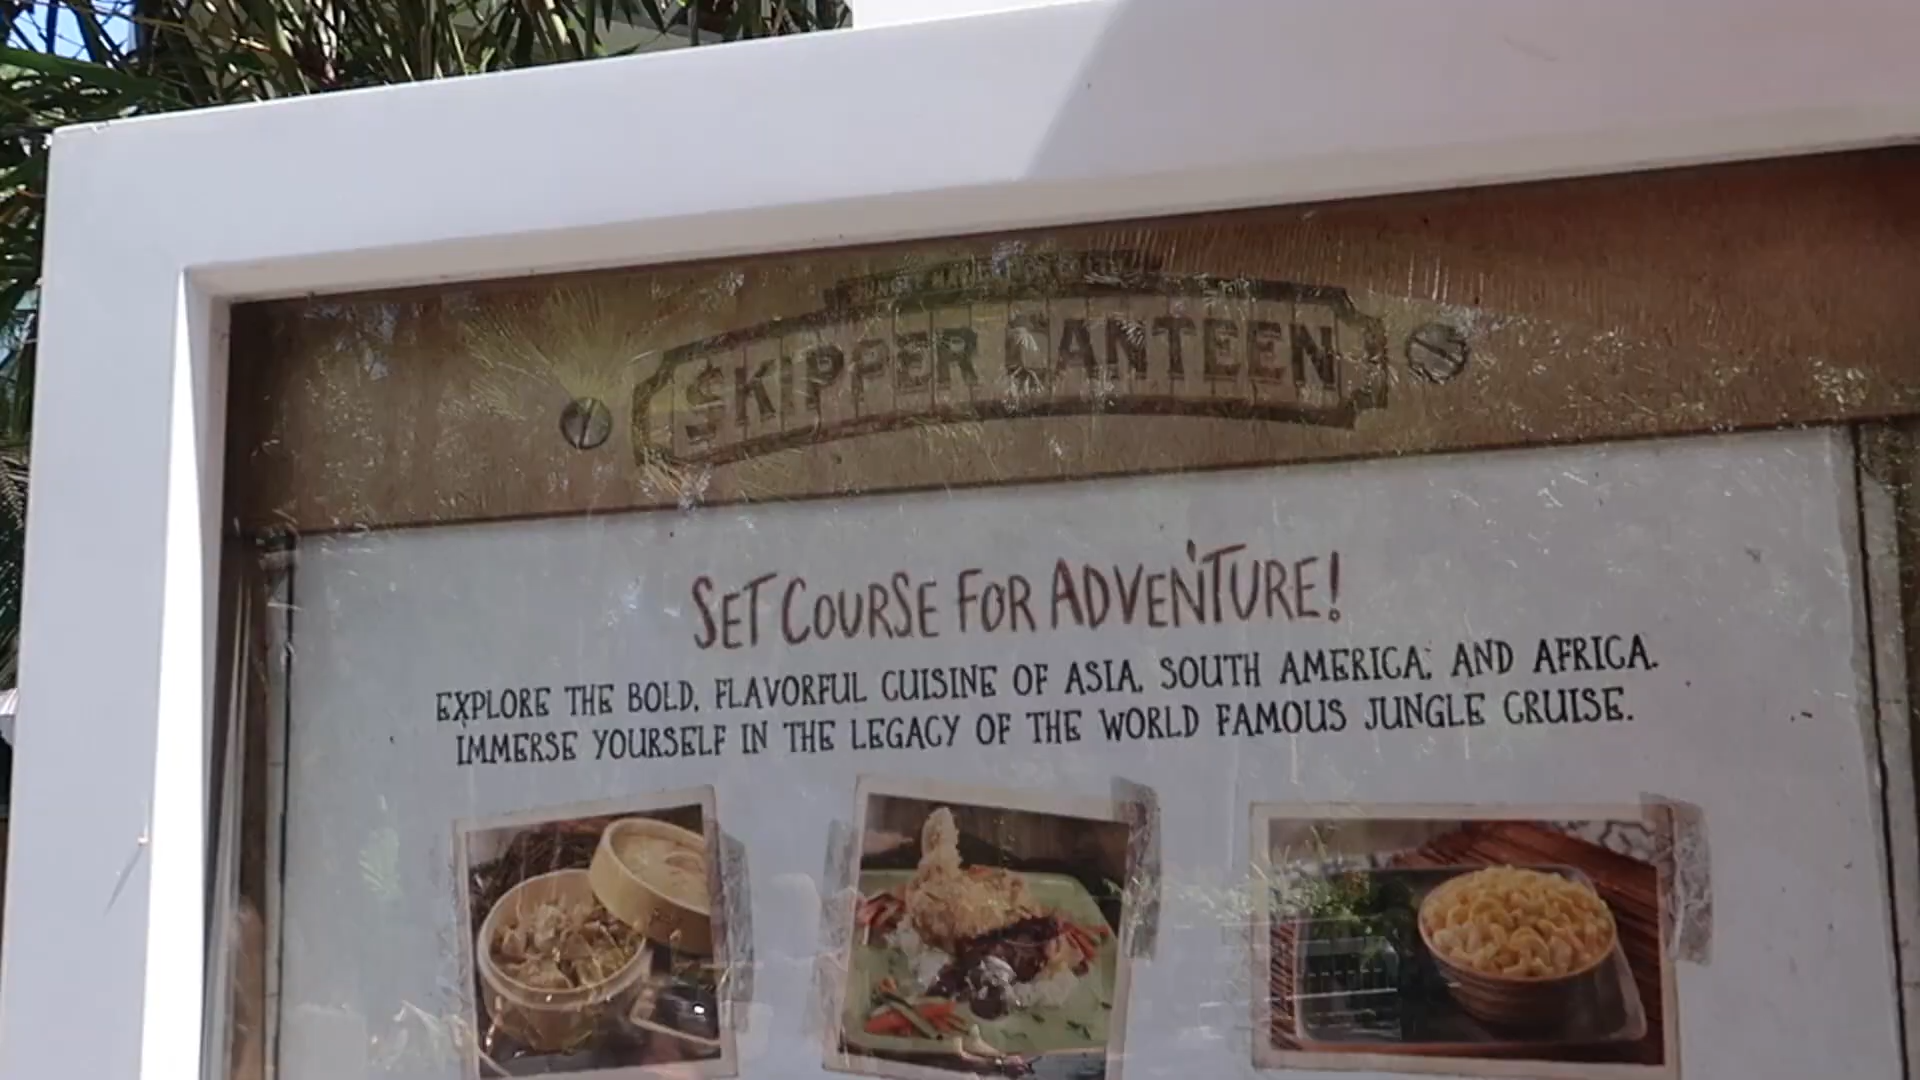 SKIPPER CANTEEN
SET COURSE FOR ADVENTURE!
EXPLORE THE BOLD, FLAVORFUL CUISINE OF ASIA, SOUTH AMERICA, AND AFRICA.
IMMERSE YOURSELF IN THE LEGACY OF THE WORLD FAMOUS JUNGLE CRUISE.